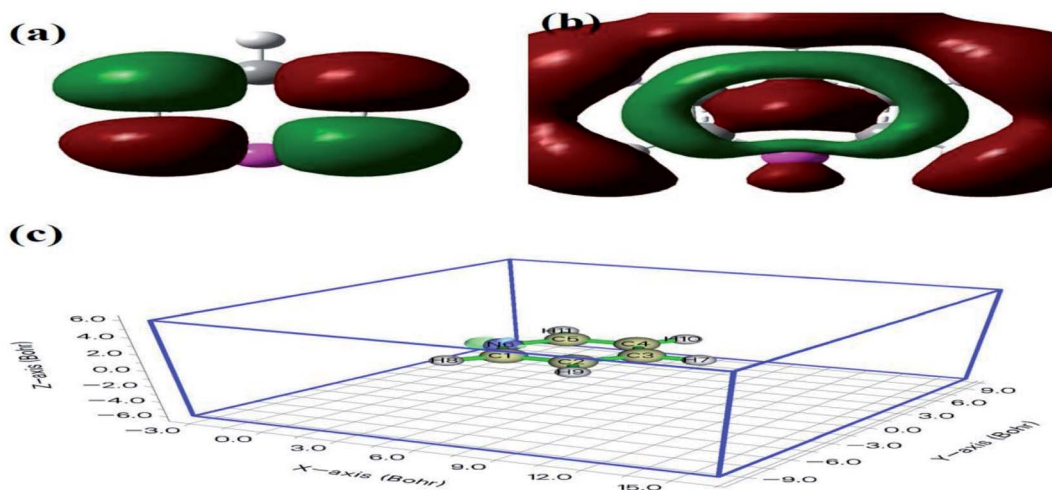 (a)
(b)
(c)
6.0
4.0
2.0
0.0
−2.0
−4.0
−6.0
Z−axis (Bohr)
−3.0
0.0
3.0
6.0
9.0
12.0
15.0
X−axis (Bohr)
−9.0
−6.0
−3.0
0.0
3.0
6.0
9.0
Y−axis (Bohr)
H11
N6
C5
C4
H10
H8
C1
C2
C3
H7
H9